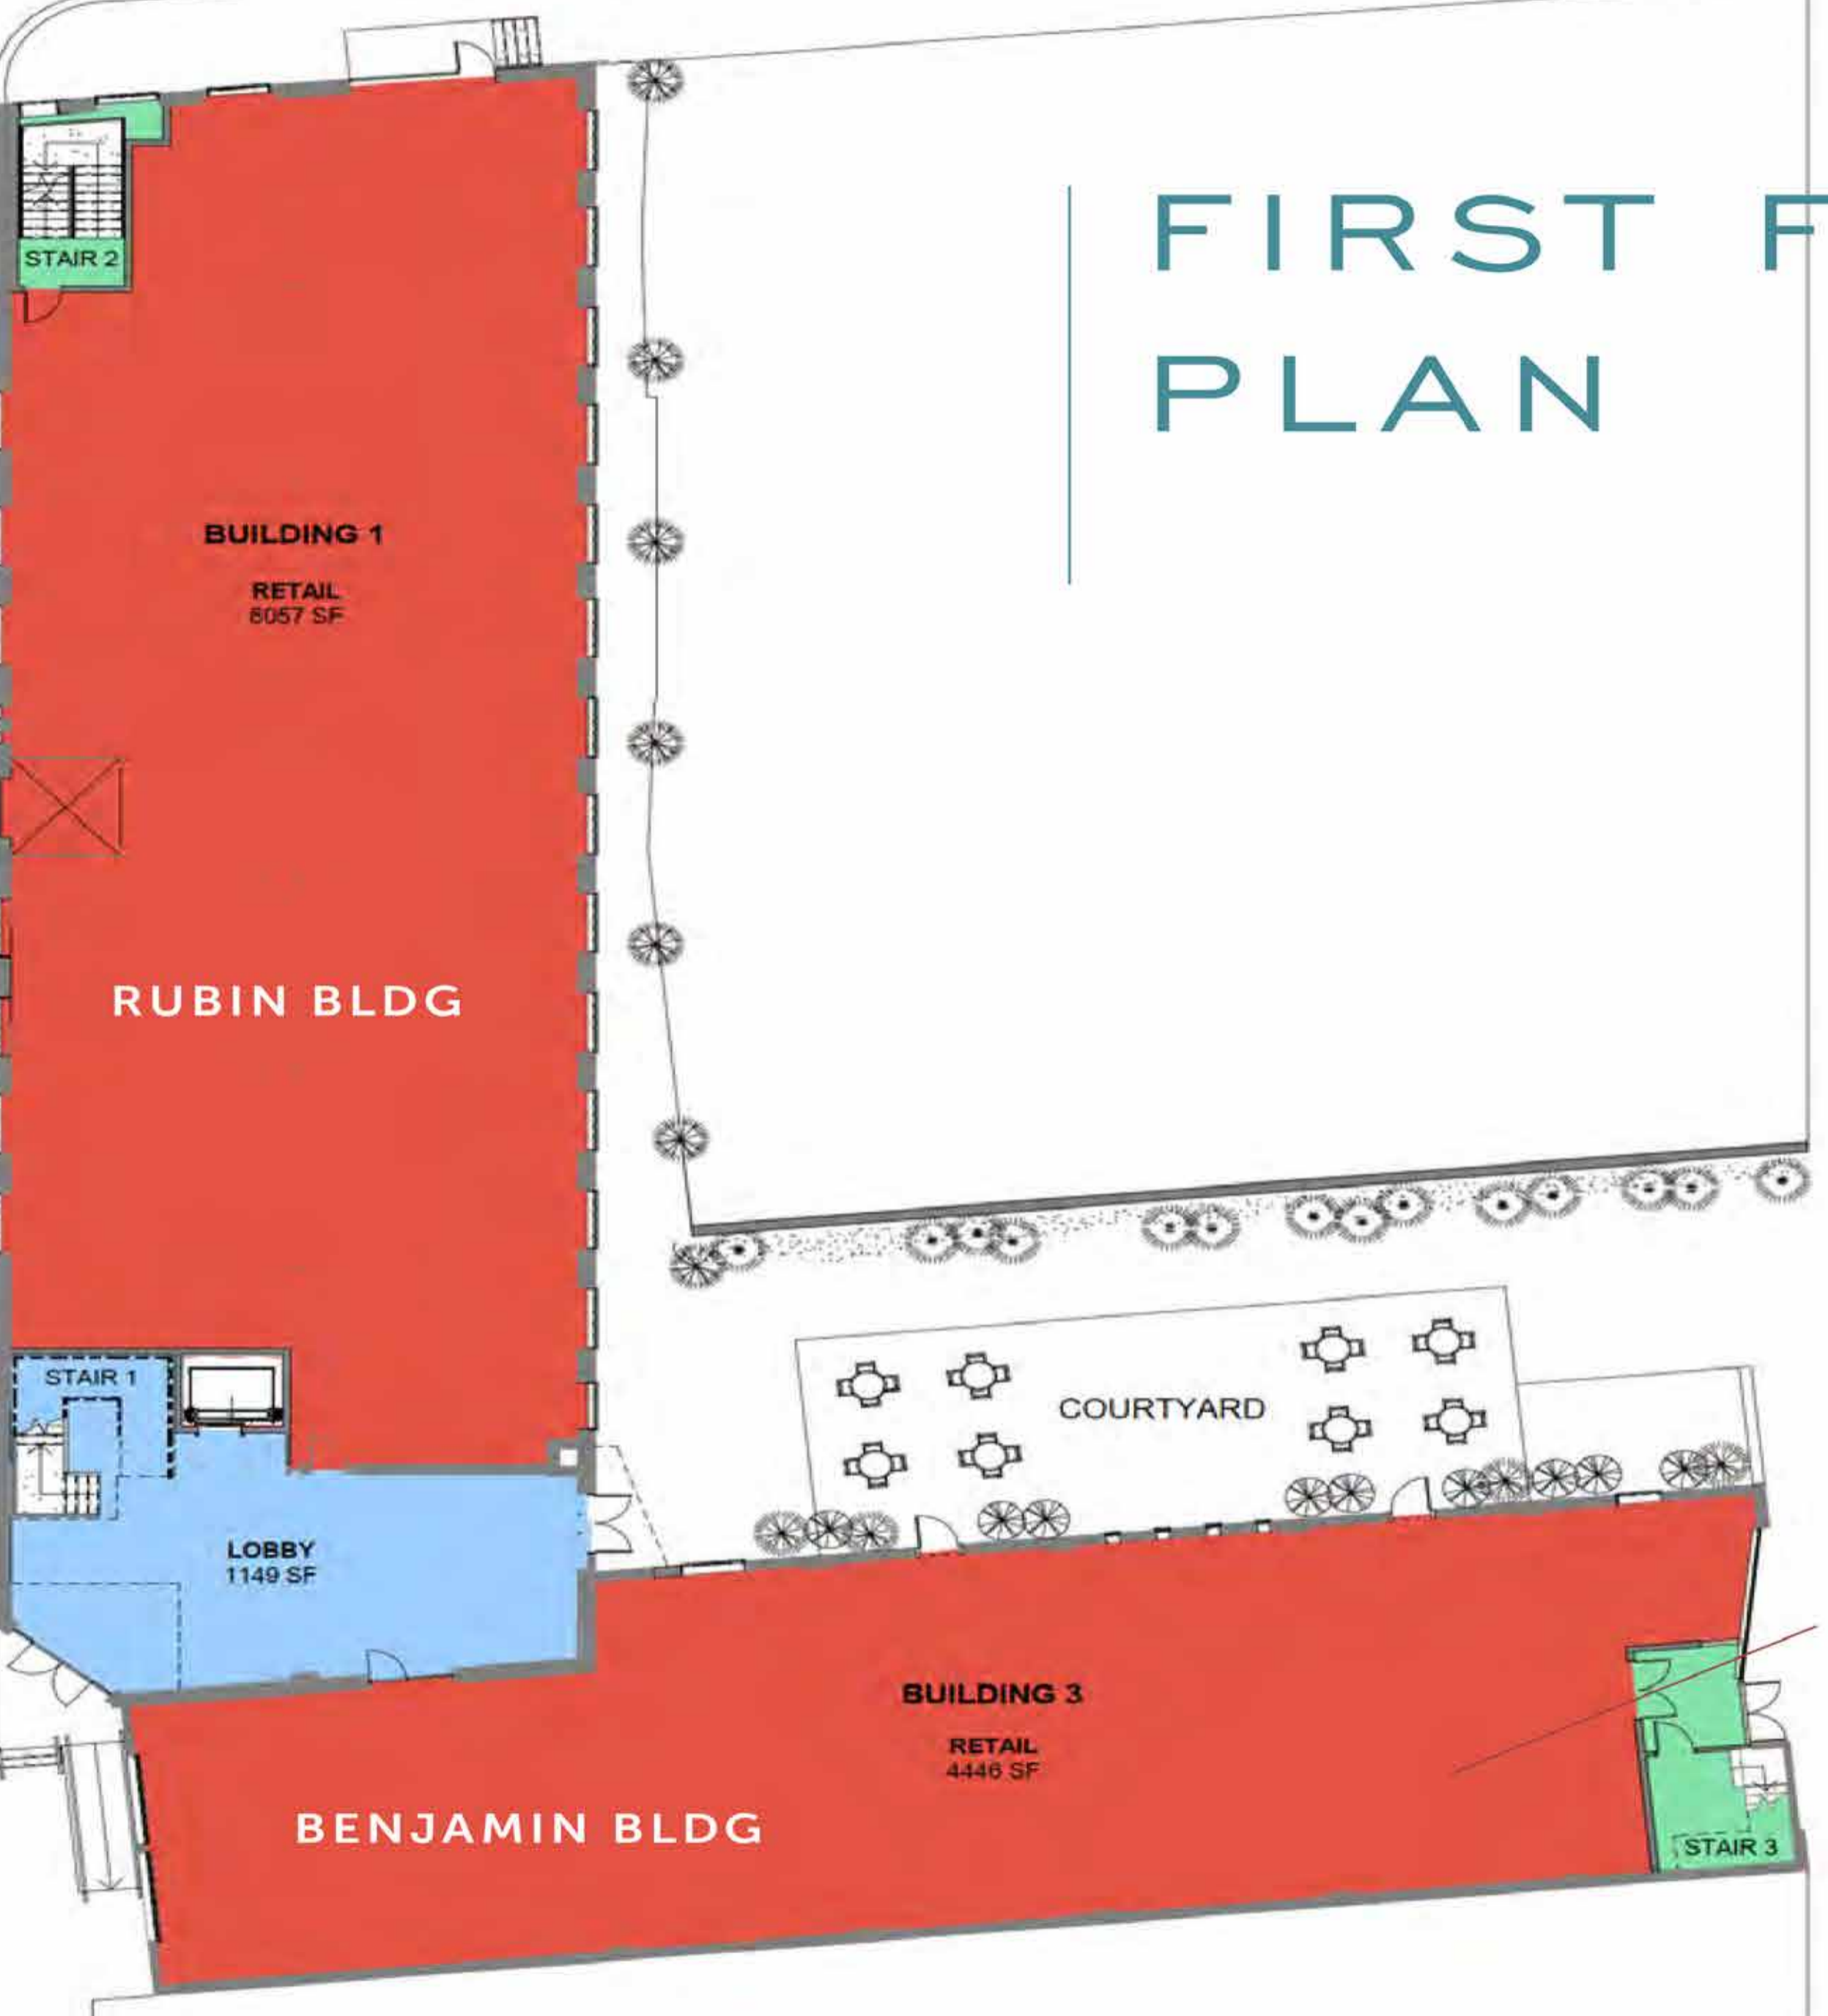 FIRST F
PLAN
STAIR 2
BUILDING 1
RETAIL
6057 SF
RUBIN BLDG
STAIR 1
COURTYARD
LOBBY
1149 SF
BUILDING 3
RETAIL
4446 SF
BENJAMIN BLDG
STAIR 3